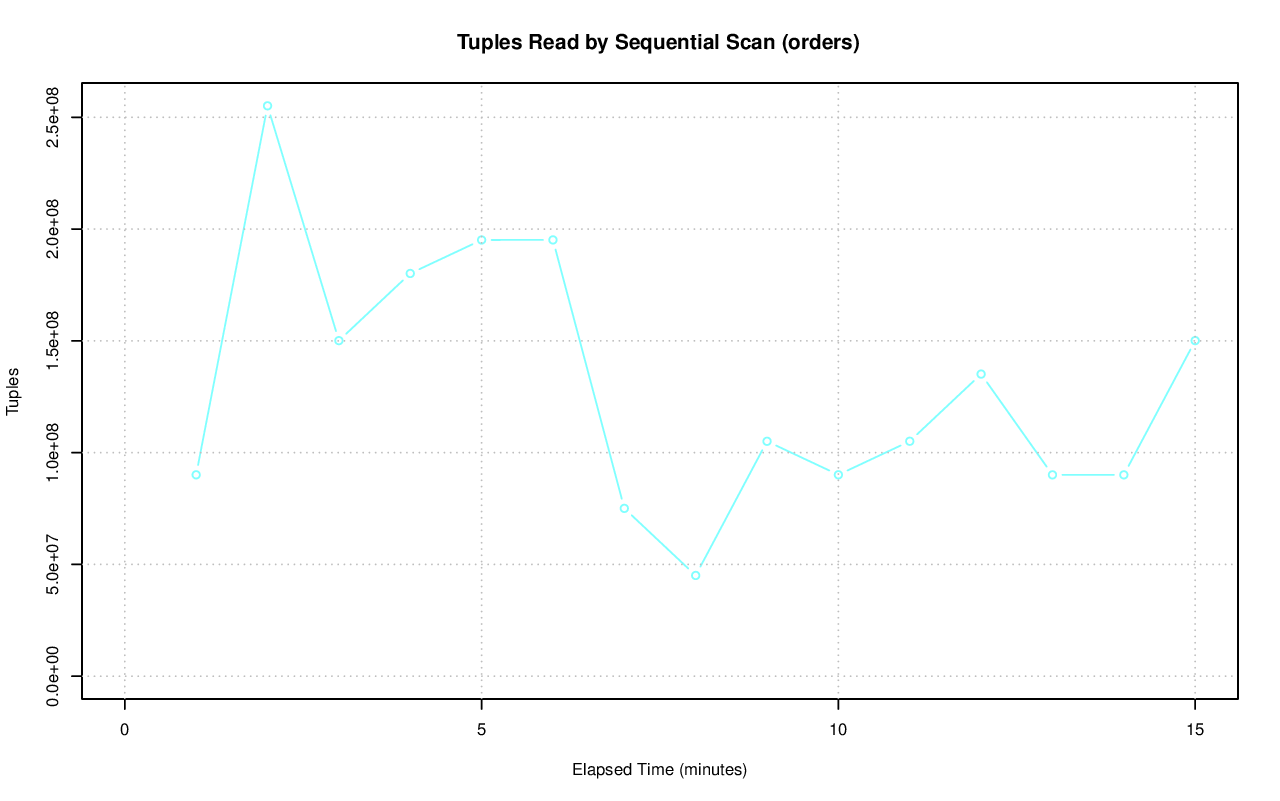 Tuples Read by Sequential Scan (orders)
Tuples
2.5e+08
2.0e+08
1.5e+08
1.0e+08
5.0e+07
0.0e+00
0 5 10 15
Elapsed Time (minutes)